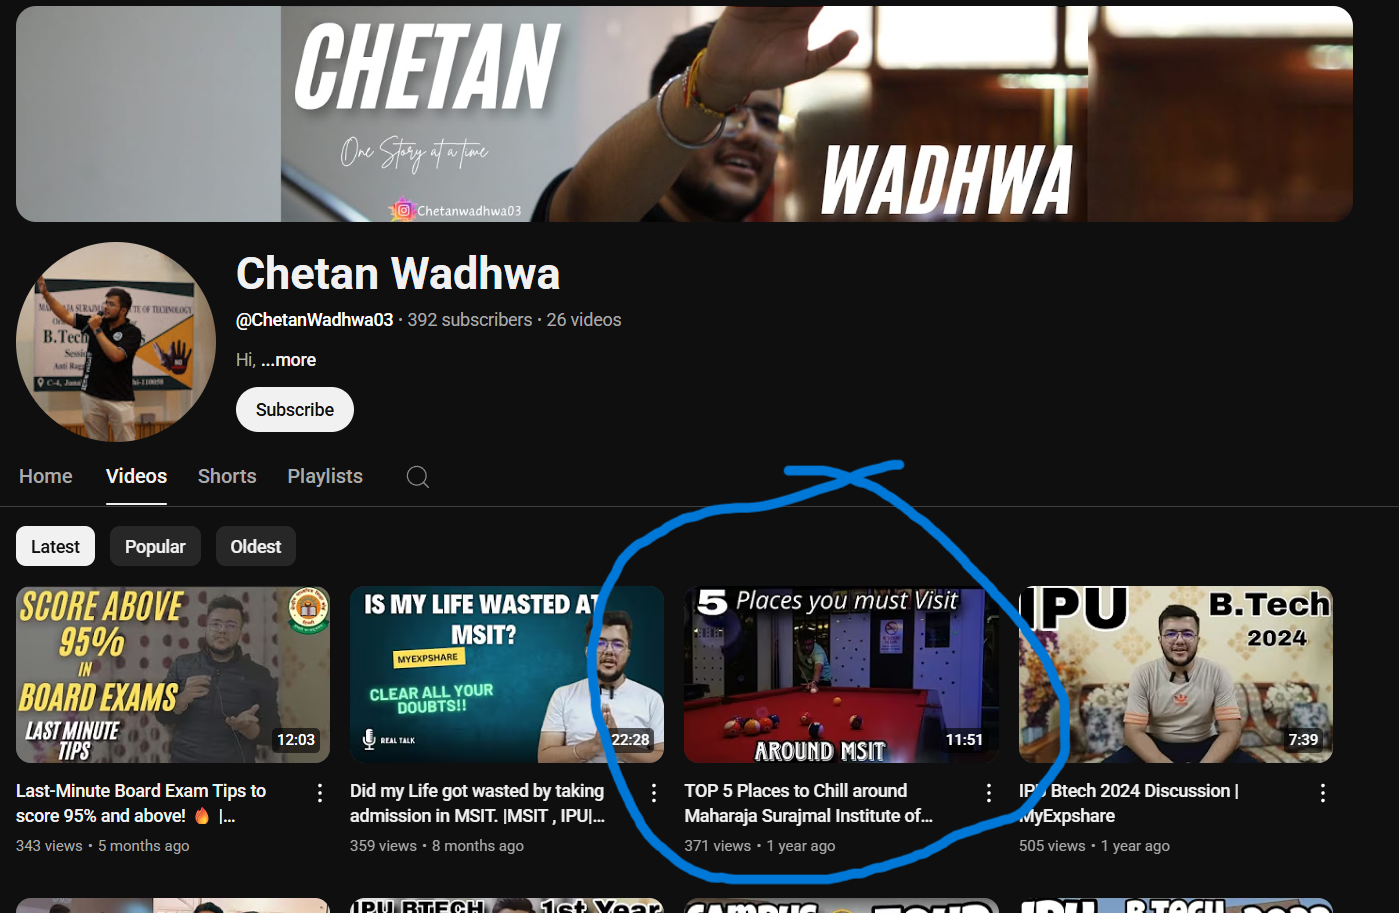 CHETAN
One Story at a time
Chetanwadhwa03
WADHWA
B.Tech
Chetan Wadhwa
@ChetanWadhwa03 · 392 subscribers · 26 videos
Hi, ...more
Subscribe
Home Videos Shorts Playlists
Latest Popular Oldest
SCORE ABOVE
95%
IN
BOARD EXAMS
LAST MINUTE
TIPS
12:03
IS MY LIFE WASTED AT
MSIT?
MYEXPSHARE
CLEAR ALL YOUR
DOUBTS!!
REAL TALK
22:28
5 Places you must Visit
AROUND MSIT
11:51
IPU B.Tech
2024
7:39
Last-Minute Board Exam Tips to
score 95% and above! 🔥 |...
343 views · 5 months ago
Did my Life got wasted by taking
admission in MSIT. |MSIT , IPU|...
359 views · 8 months ago
TOP 5 Places to Chill around
Maharaja Surajmal Institute of...
371 views · 1 year ago
IPU Btech 2024 Discussion |
MyExpshare
505 views · 1 year ago
IPU BTECH 1st Year
CAMPUS TOUR
IPU B.TECH